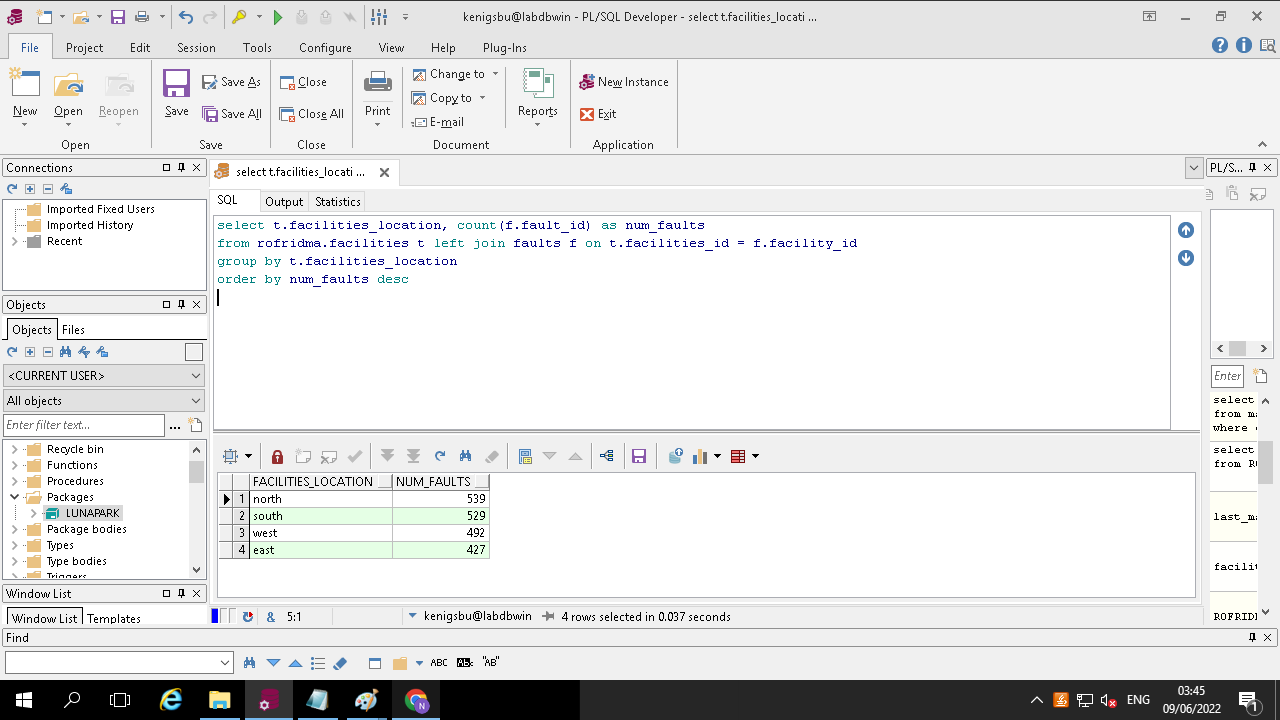 kenigsbu@labdbwin - PL/SQL Developer - select t.facilities_locati ...
File Project Edit Session Tools Configure View Help Plug-Ins
New Open Reopen Save Save As Save All Close Close All Print Change to Copy to E-mail Reports New Instance Exit
Open Save Close Document Application
Connections
Imported Fixed Users
Imported History
Recent
Objects
Objects Files
<CURRENT USER>
All objects
Enter filter text... ...
Recycle bin
Functions
Procedures
Packages
LUNAPARK
Package bodies
Types
Type bodies
Triggers
Window List
Window List Templates
select t.facilities_locati ...
SQL Output Statistics
select t.facilities_location, count(f.fault_id) as num_faults
from rofridma.facilities t left join faults f on t.facilities_id = f.facility_id
group by t.facilities_location
order by num_faults desc
FACILITIES_LOCATION NUM_FAULTS
1 north 539
2 south 529
3 west 492
4 east 427
& 5:1 kenigsbu@labdbwin 4 rows selected in 0.037 seconds
PL/S...
Enter
select
from ma
where
select
from RO
last_ma
facilit
ROFRIDE
Find
ABC AB "AB"
N
ENG 03:45
09/06/2022
1